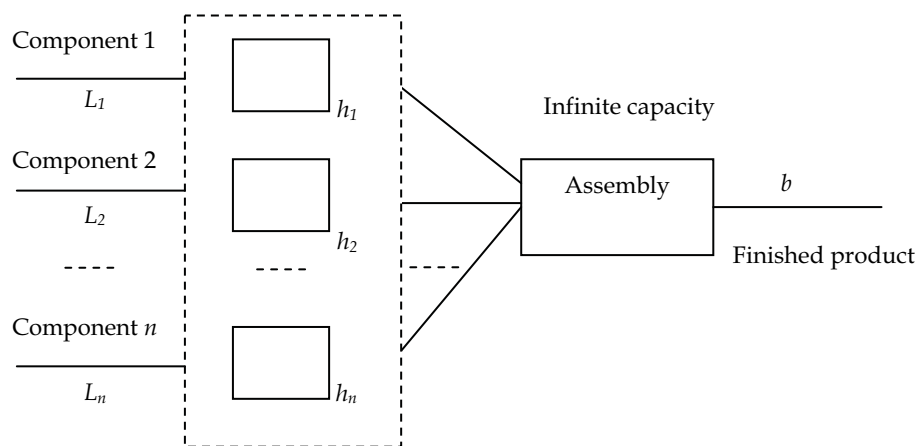 Component 1
L1
h1
Infinite capacity
Component 2
L2
h2
Assembly
b
Finished product
Component n
Ln
hn